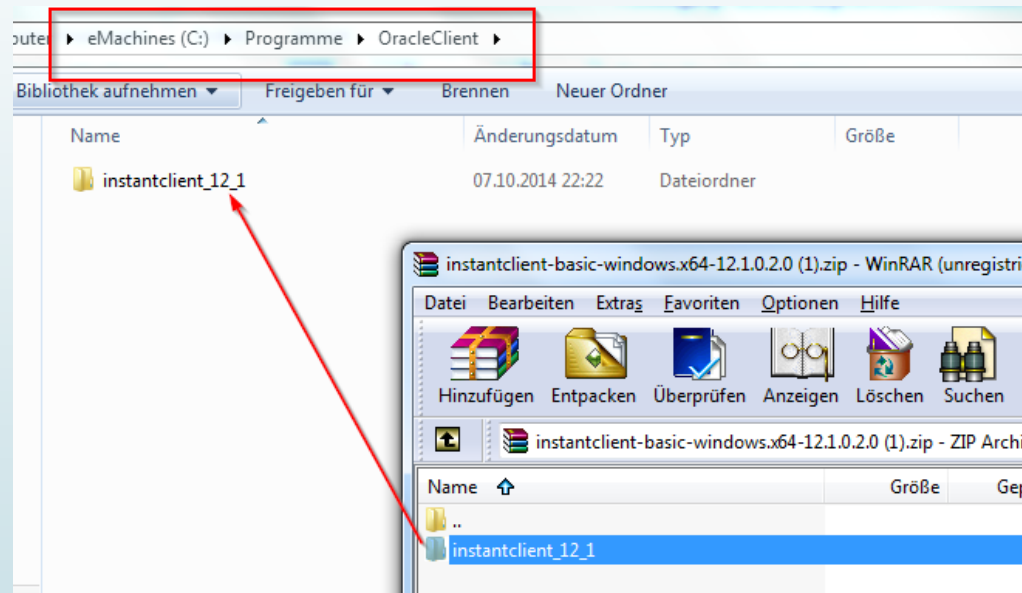 eMachines (C:) ▸ Programme ▸ OracleClient ▸
Bibliothek aufnehmen Freigeben für Brennen Neuer Ordner
Name Änderungsdatum Typ Größe
instantclient_12_1 07.10.2014 22:22 Dateiordner
instantclient-basic-windows.x64-12.1.0.2.0 (1).zip - WinRAR (unregistri
Datei Bearbeiten Extras Favoriten Optionen Hilfe
Hinzufügen Entpacken Überprüfen Anzeigen Löschen Suchen
instantclient-basic-windows.x64-12.1.0.2.0 (1).zip - ZIP Archi
Name Größe Gep
..
instantclient_12_1